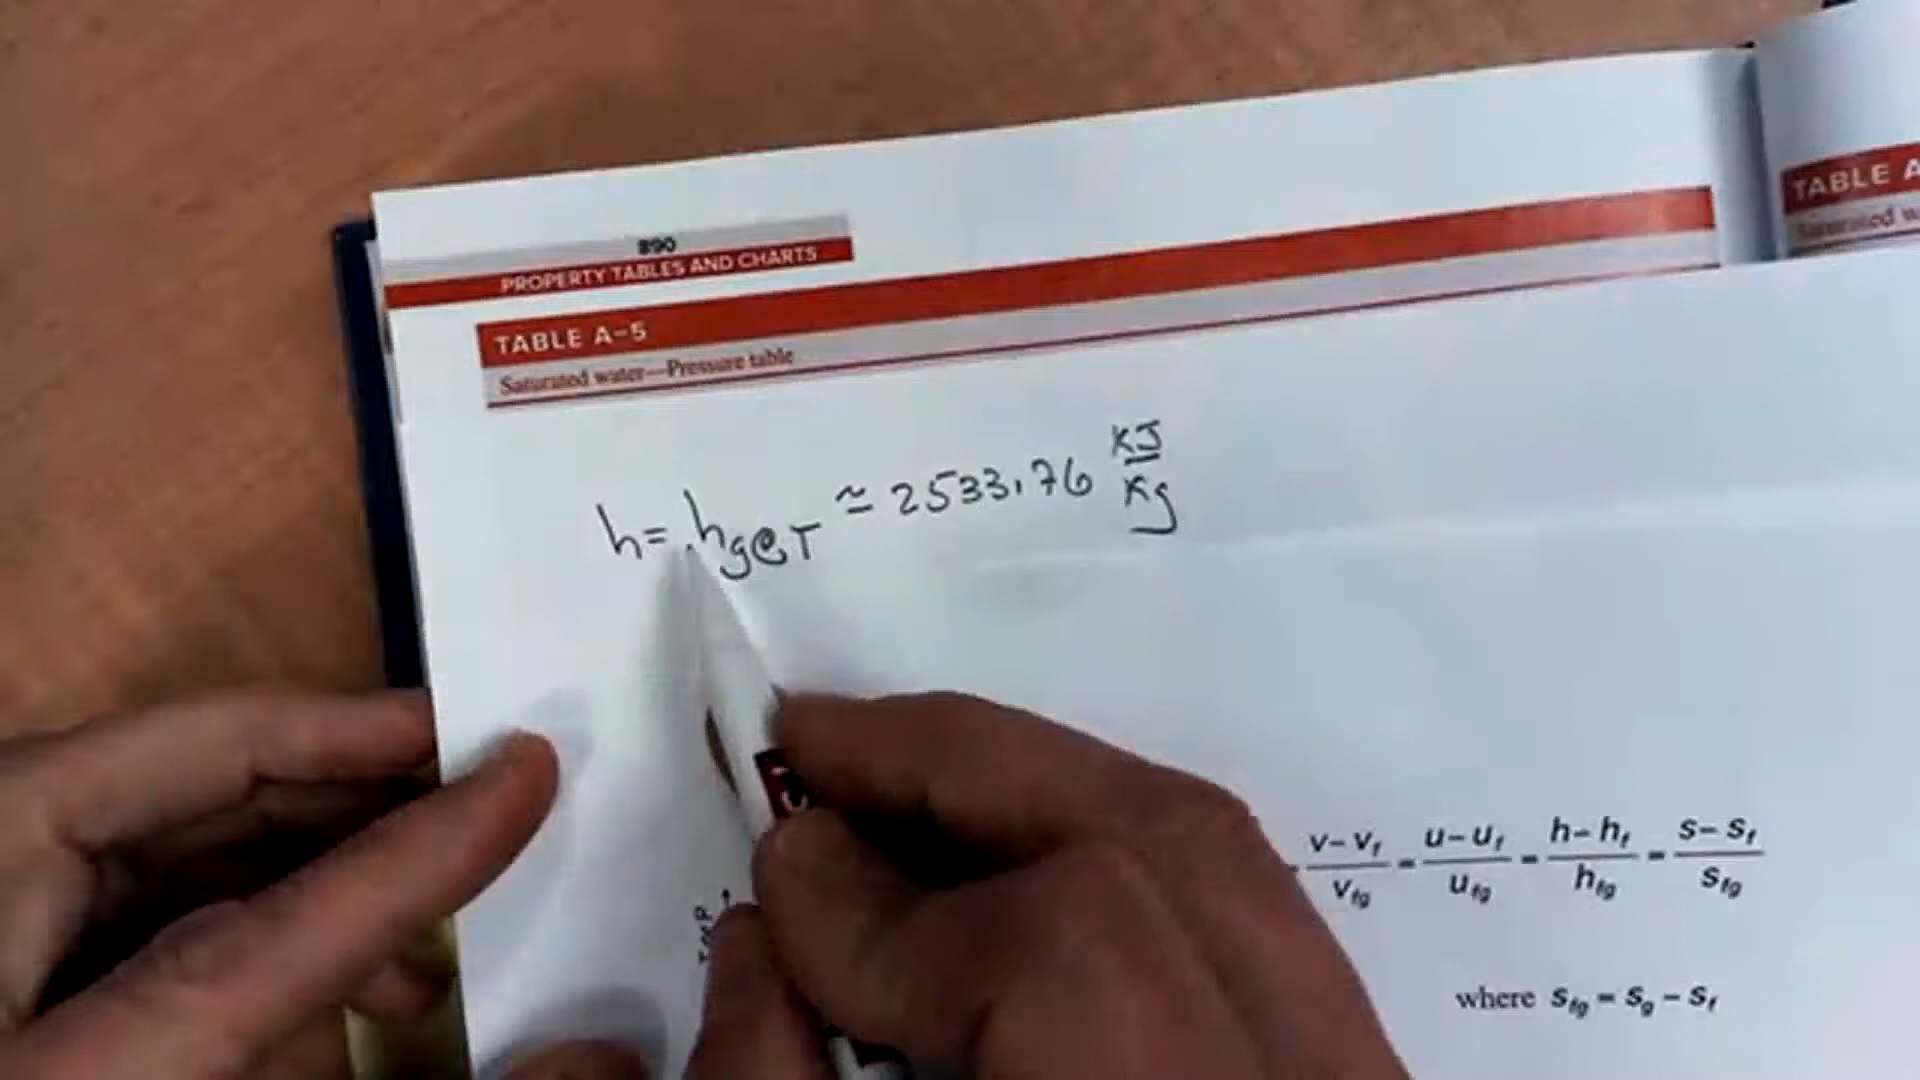 890
PROPERTY TABLES AND CHARTS
TABLE A-5
Saturated water—Pressure table
TABLE A
Saturated w
h = hg@T ≃ 2533.76 KJ/Kg
v-vf/vfg = u-uf/ufg = h-hf/hfg = s-sf/sfg
where sfg = sg - sf